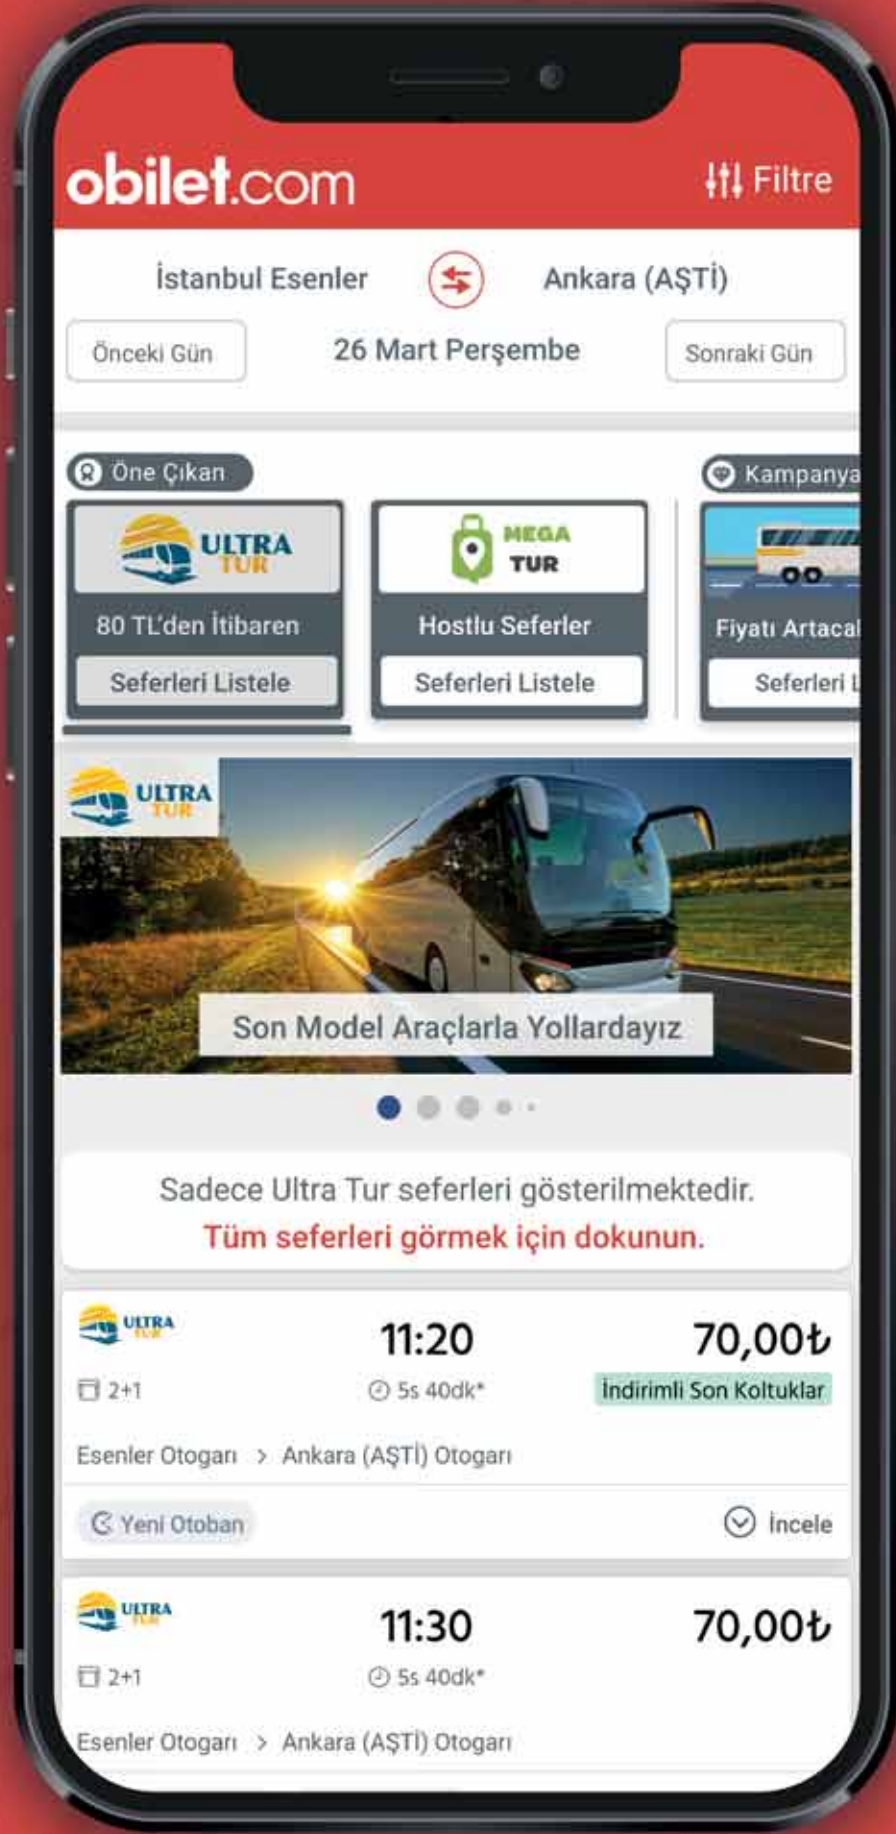 obilet.com
Filtre
İstanbul Esenler
Ankara (AŞTİ)
Önceki Gün
26 Mart Perşembe
Sonraki Gün
Öne Çıkan
Kampanya
ULTRA
TUR
MEGA
TUR
80 TL'den İtibaren
Hostlu Seferler
Fiyatı Artacal
Seferleri Listele
Seferleri Listele
Seferleri L
ULTRA
TUR
Son Model Araçlarla Yollardayız
Sadece Ultra Tur seferleri gösterilmektedir.
Tüm seferleri görmek için dokunun.
ULTRA
TUR
11:20
70,00₺
2+1
5s 40dk*
İndirimli Son Koltuklar
Esenler Otogarı > Ankara (AŞTİ) Otogarı
Yeni Otoban
İncele
ULTRA
TUR
11:30
70,00₺
2+1
5s 40dk*
Esenler Otogarı > Ankara (AŞTİ) Otogarı